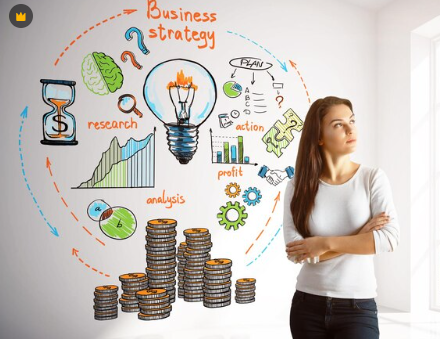 Business
strategy
PLAN
A
B
C
?
$
research
action
profit
analysis
a
b